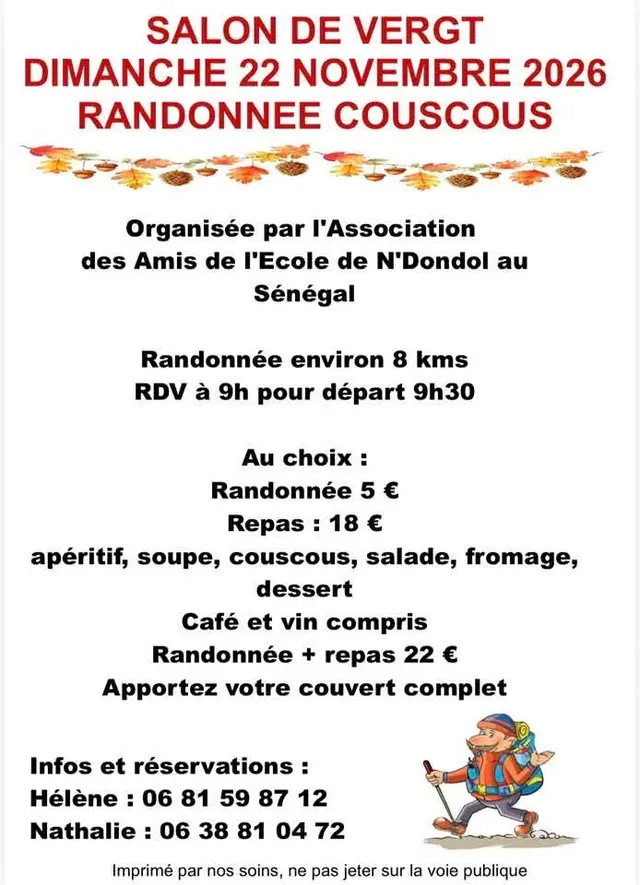 SALON DE VERGT
DIMANCHE 22 NOVEMBRE 2026
RANDONNEE COUSCOUS
Organisée par l'Association
des Amis de l'Ecole de N'Dondol au
Sénégal
Randonnée environ 8 kms
RDV à 9h pour départ 9h30
Au choix :
Randonnée 5 €
Repas : 18 €
apéritif, soupe, couscous, salade, fromage,
dessert
Café et vin compris
Randonnée + repas 22 €
Apportez votre couvert complet
Infos et réservations :
Hélène : 06 81 59 87 12
Nathalie : 06 38 81 04 72
Imprimé par nos soins, ne pas jeter sur la voie publique